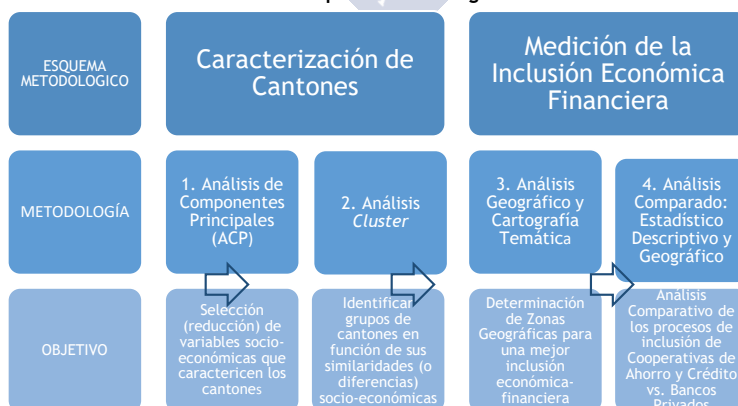 ESQUEMA
METODOLOGICO
Caracterización de
Cantones
Medición de la
Inclusión Económica
Financiera
METODOLOGÍA
1. Análisis de
Componentes
Principales
(ACP)
2. Análisis
Cluster
3. Análisis
Geográfico y
Cartografía
Temática
4. Análisis
Comparado:
Estadístico
Descriptivo y
Geográfico
OBJETIVO
Selección
(reducción) de
variables socio-
económicas que
caractericen los
cantones
Identificar
grupos de
cantones en
función de sus
similaridades (o
diferencias)
socio-económicas
Determinación
de Zonas
Geográficas para
una mejor
inclusión
económica-
financiera
Análisis
Comparativo de
los procesos de
inclusión de
Cooperativas de
Ahorro y Crédito
vs. Bancos
Privados